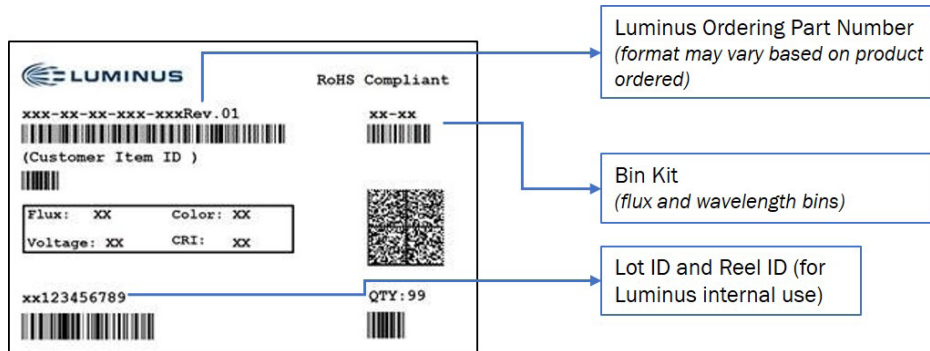 LUMINUS
RoHS Compliant
xxx-xx-xx-xxx-xxxRev.01
xx-xx
(Customer Item ID )
Flux: XX Color: XX
Voltage: XX CRI: XX
xx123456789
QTY:99
Luminus Ordering Part Number
(format may vary based on product
ordered)
Bin Kit
(flux and wavelength bins)
Lot ID and Reel ID (for
Luminus internal use)